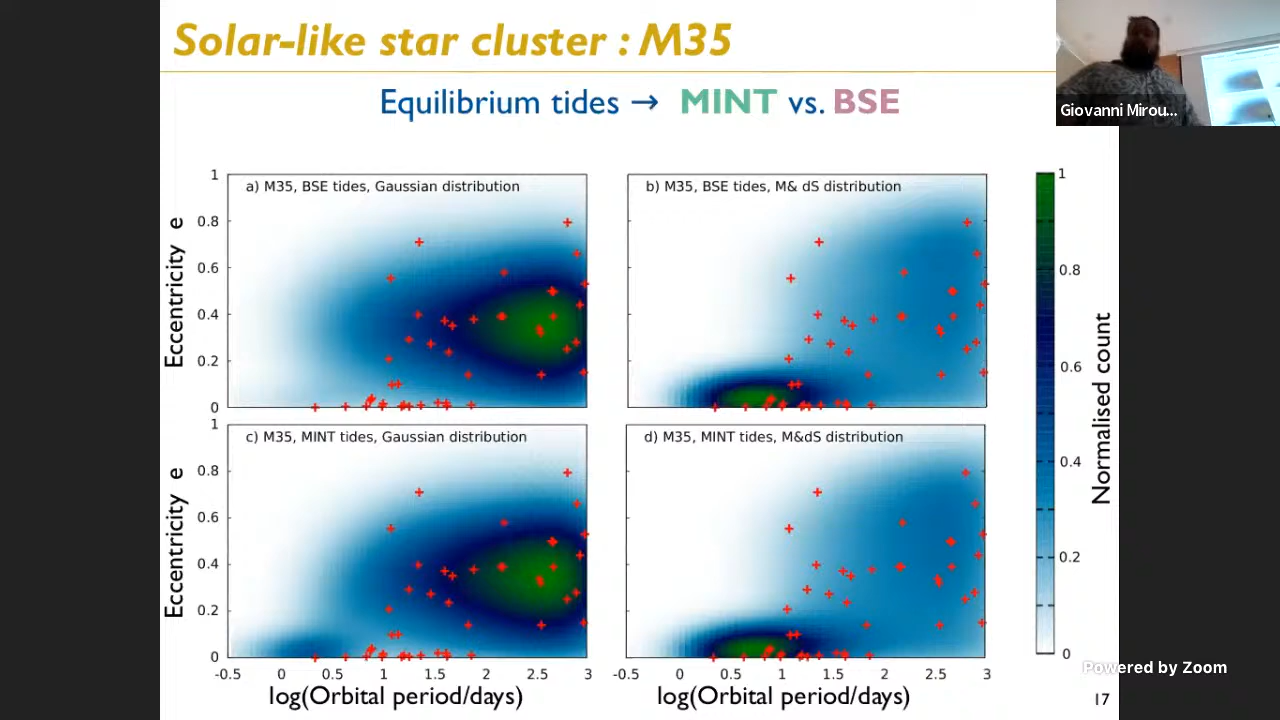 Solar-like star cluster : M35
Equilibrium tides → MINT vs. BSE
Giovanni Mirou...
a) M35, BSE tides, Gaussian distribution
b) M35, BSE tides, M& dS distribution
c) M35, MINT tides, Gaussian distribution
d) M35, MINT tides, M&dS distribution
Eccentricity e
1
0.8
0.6
0.4
0.2
0
Eccentricity e
1
0.8
0.6
0.4
0.2
0
-0.5 0 0.5 1 1.5 2 2.5 3
-0.5 0 0.5 1 1.5 2 2.5 3
log(Orbital period/days)
log(Orbital period/days)
1
0.8
0.6
0.4
0.2
0
Normalised count
Powered by Zoom
17